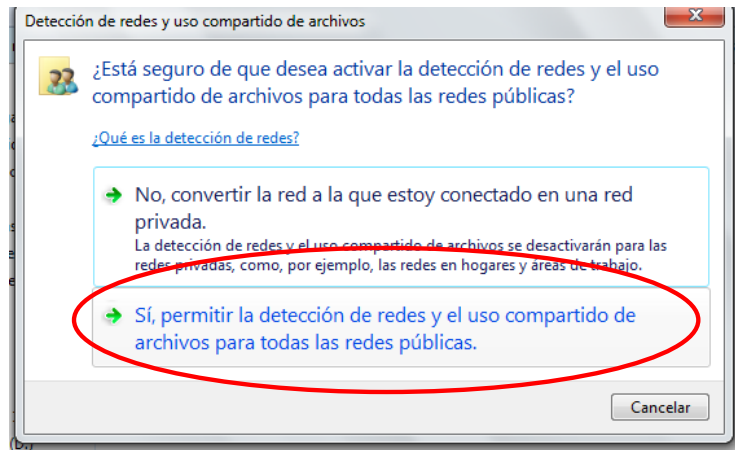 Detección de redes y uso compartido de archivos
¿Está seguro de que desea activar la detección de redes y el uso
compartido de archivos para todas las redes públicas?
¿Qué es la detección de redes?
No, convertir la red a la que estoy conectado en una red
privada.
La detección de redes y el uso compartido de archivos se desactivarán para las
redes privadas, como, por ejemplo, las redes en hogares y áreas de trabajo.
Sí, permitir la detección de redes y el uso compartido de
archivos para todas las redes públicas.
Cancelar